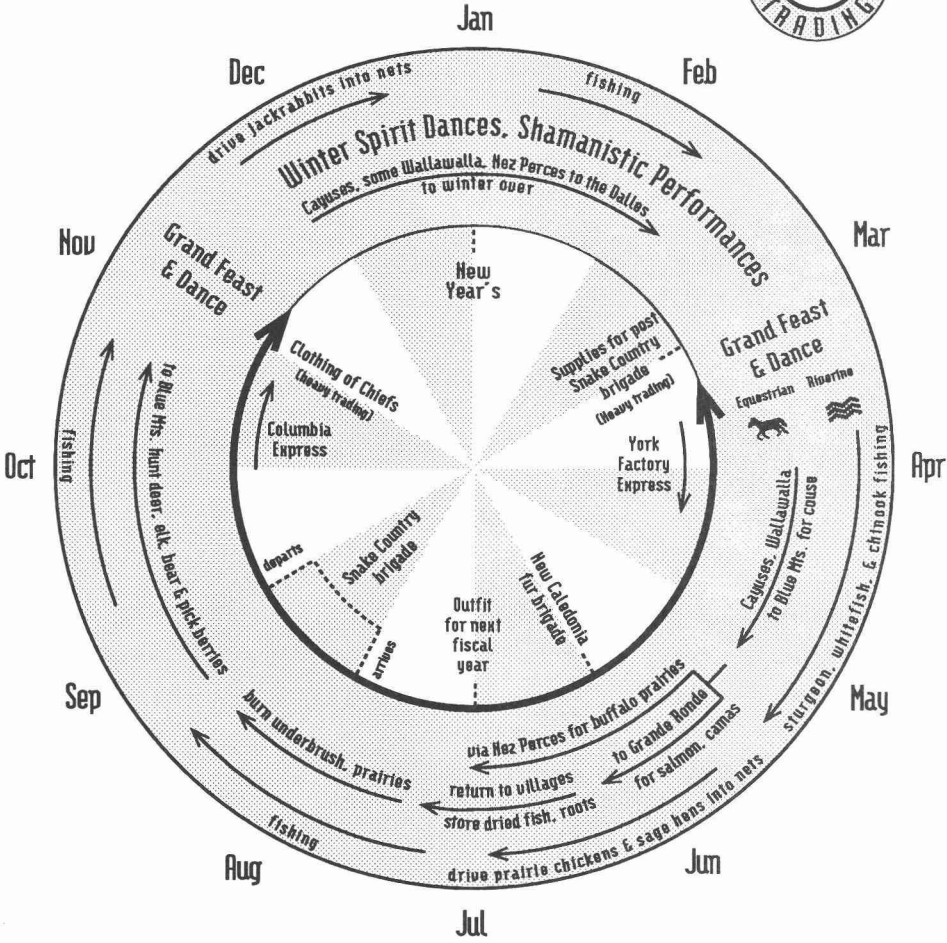 TRADING
Jan
Feb
Mar
Apr
May
Jun
Jul
Aug
Sep
Oct
Nov
Dec
drive jackrabbits into nets
fishing
Winter Spirit Dances, Shamanistic Performances
Cayuses, some Wallawalla, Nez Perces to the Dalles
to winter over
Grand Feast
& Dance
Grand Feast
& Dance
Equestrian
Riverine
New
Year's
Supplies for post
Snake Country
brigade
(Heavy trading)
Clothing of Chiefs
(Heavy trading)
Columbia
Express
York
Factory
Express
departs
Snake Country
brigade
arrives
Outfit
for next
fiscal
year
New Caledonia
fur brigade
Cayuses, Wallawalla
to Blue Mts. for couse
sturgeon, whitefish, & chinook fishing
via Nez Perces for buffalo prairies
to Grande Ronde
for salmon, camas
return to villages
store dried fish, roots
drive prairie chickens & sage hens into nets
burn underbrush, prairies
fishing
to Blue Mts. hunt deer, elk, bear & pick berries
fishing